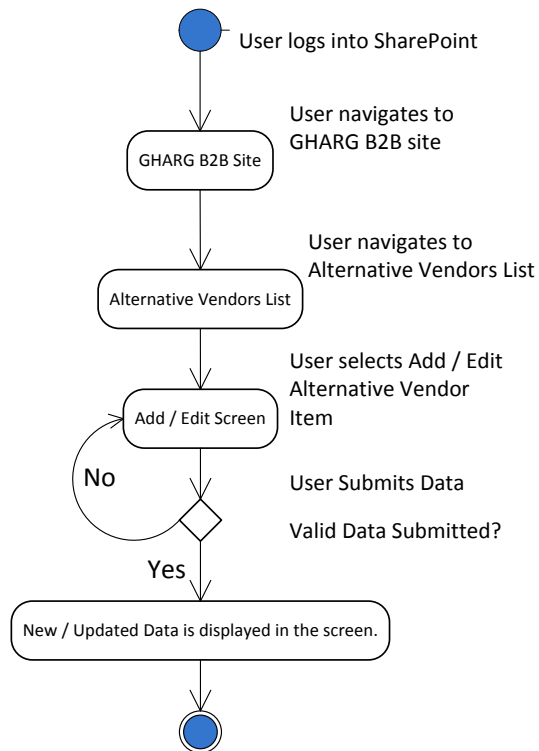 User logs into SharePoint
User navigates to
GHARG B2B site
GHARG B2B Site
User navigates to
Alternative Vendors List
Alternative Vendors List
User selects Add / Edit
Alternative Vendor
Item
Add / Edit Screen
No
User Submits Data
Valid Data Submitted?
Yes
New / Updated Data is displayed in the screen.